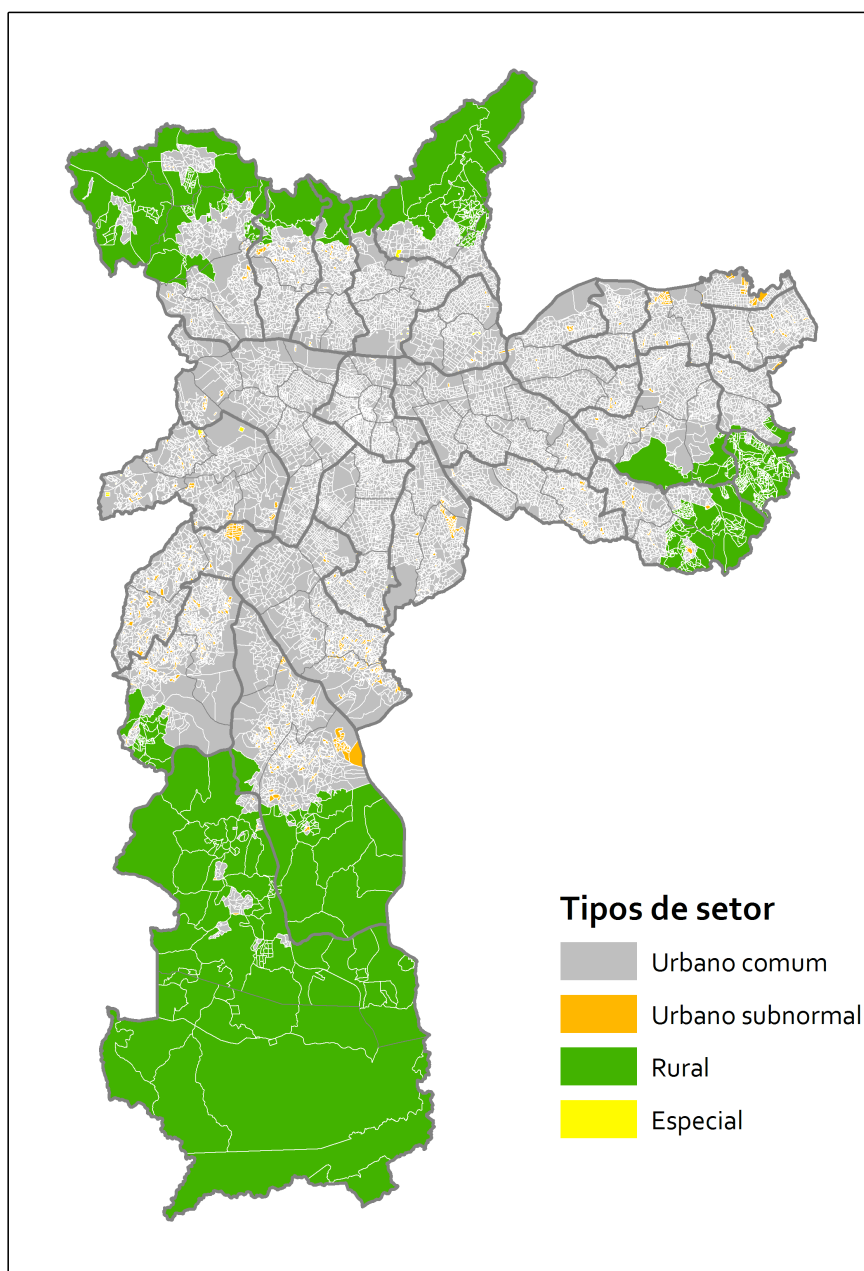 Tipos de setor
Urbano comum
Urbano subnormal
Rural
Especial